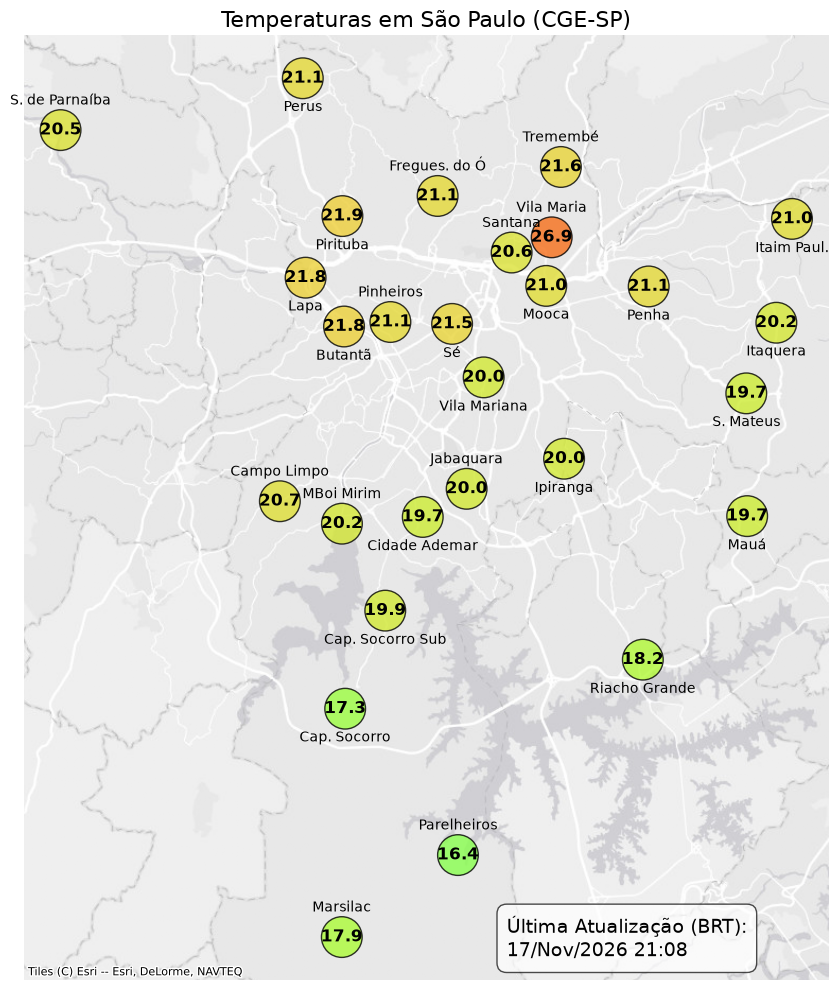 Temperaturas em São Paulo (CGE-SP)
21.1
Perus
S. de Parnaíba
20.5
Tremembé
21.6
Fregues. do Ó
21.1
Vila Maria
26.9
21.9
Pirituba
Santana
20.6
21.0
Itaim Paul.
21.8
Lapa
21.0
Mooca
21.1
Penha
Pinheiros
21.1
21.8
Butantã
21.5
Sé
20.2
Itaquera
20.0
Vila Mariana
19.7
S. Mateus
Jabaquara
20.0
20.0
Ipiranga
Campo Limpo
20.7
MBoi Mirim
20.2
19.7
Cidade Ademar
19.7
Mauá
19.9
Cap. Socorro Sub
18.2
Riacho Grande
17.3
Cap. Socorro
Parelheiros
16.4
Marsilac
17.9
Última Atualização (BRT):
17/Nov/2026 21:08
Tiles (C) Esri -- Esri, DeLorme, NAVTEQ